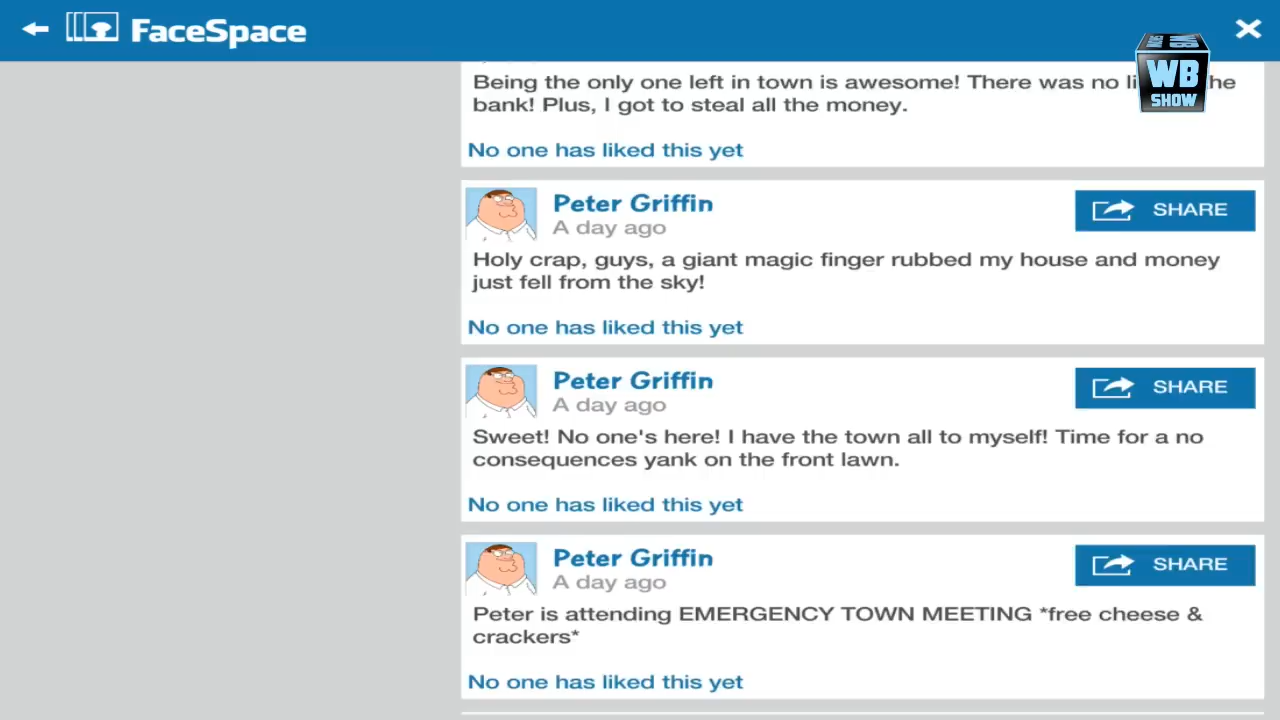 FaceSpace
WB
SHOW
Being the only one left in town is awesome! There was no li he
bank! Plus, I got to steal all the money.
No one has liked this yet
Peter Griffin
SHARE
A day ago
Holy crap, guys, a giant magic finger rubbed my house and money
just fell from the sky!
No one has liked this yet
Peter Griffin
SHARE
A day ago
Sweet! No one's here! I have the town all to myself! Time for a no
consequences yank on the front lawn.
No one has liked this yet
Peter Griffin
SHARE
A day ago
Peter is attending EMERGENCY TOWN MEETING *free cheese &
crackers*
No one has liked this yet